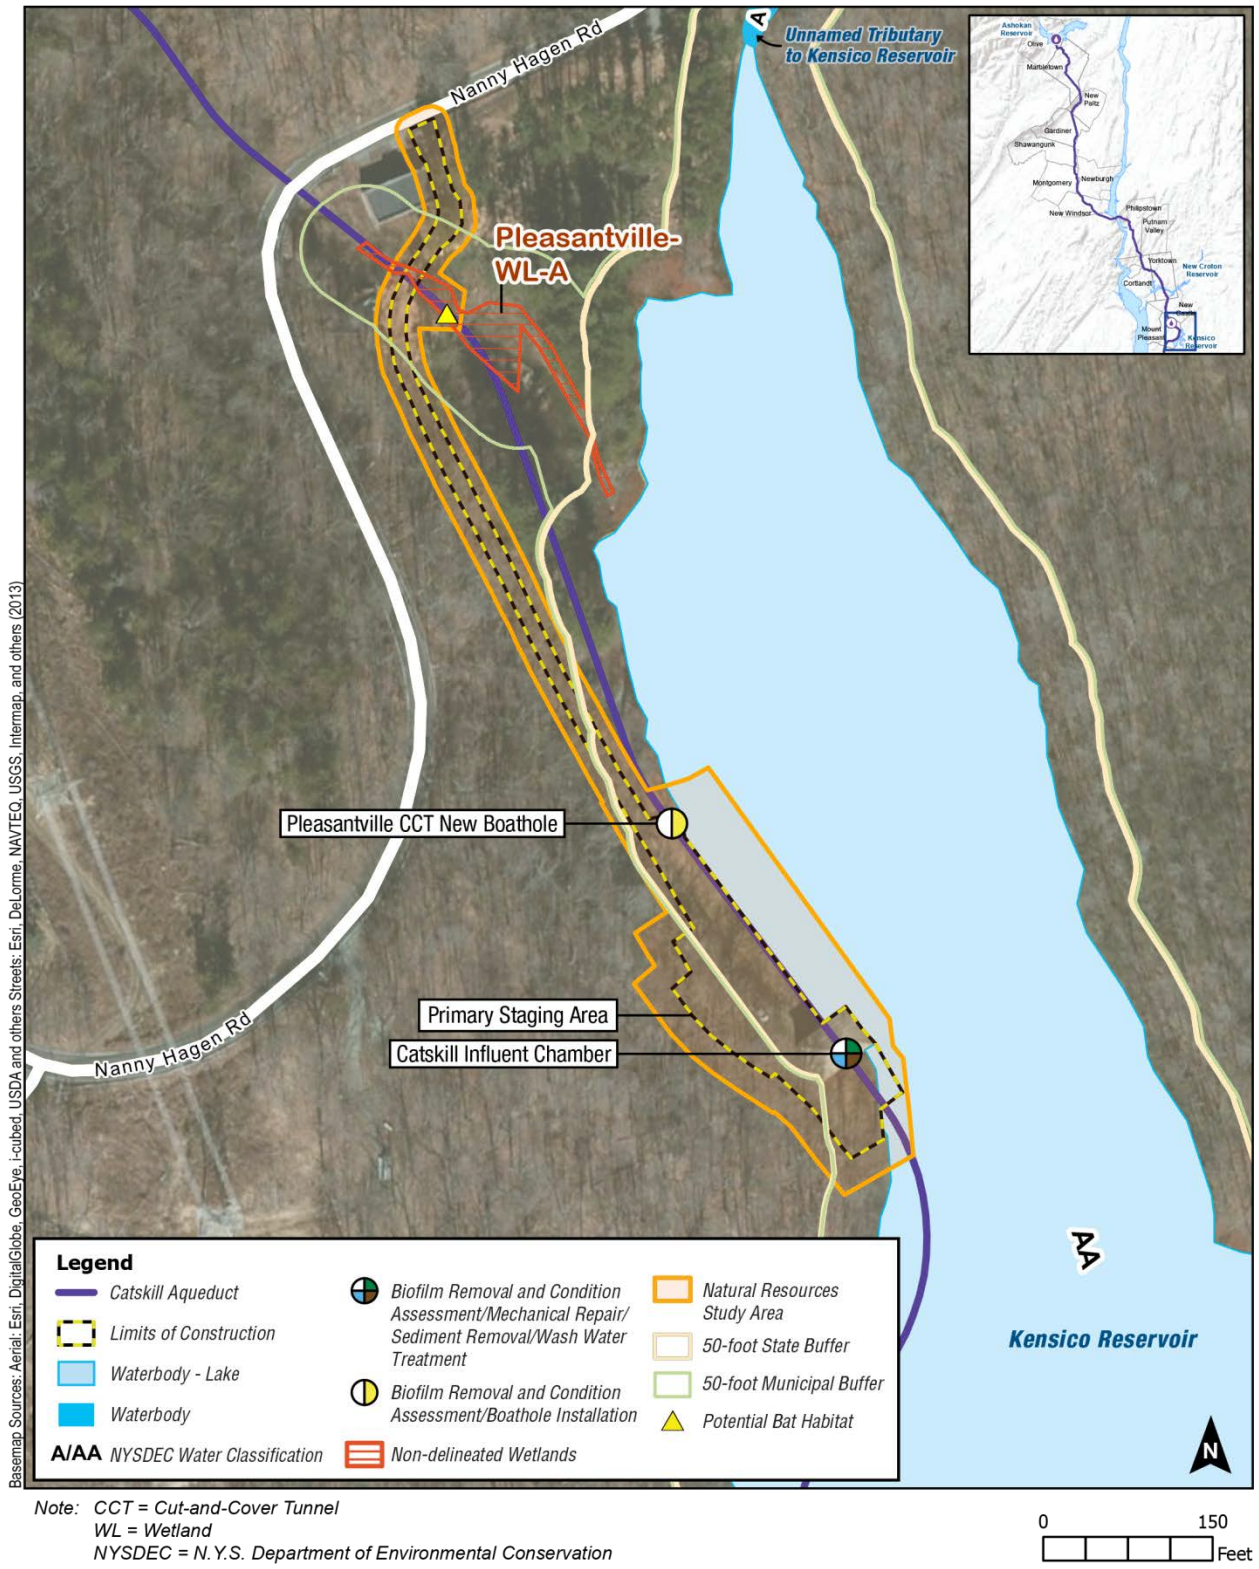 Nanny Hagen Rd
A
Unnamed Tributary
to Kensico Reservoir
Ashokan
Reservoir
Olive
Marbletown
New
Paltz
Gardiner
Shawangunk
Montgomery
Newburgh
New Windsor
Philipstown
Putnam
Valley
Yorktown
New Croton
Reservoir
Cortlandt
New
Castle
Mount
Pleasant
Kensico
Reservoir
Pleasantville-
WL-A
Pleasantville CCT New Boathole
Primary Staging Area
Catskill Influent Chamber
Nanny Hagen Rd
AA
Kensico Reservoir
Basemap Sources: Aerial: Esri, DigitalGlobe, GeoEye, i-cubed, USDA and others Streets: Esri, DeLorme, NAVTEQ, USGS, Intermap, and others (2013)
Legend
Catskill Aqueduct
Limits of Construction
Waterbody - Lake
Waterbody
A/AA NYSDEC Water Classification
Biofilm Removal and Condition
Assessment/Mechanical Repair/
Sediment Removal/Wash Water
Treatment
Biofilm Removal and Condition
Assessment/Boathole Installation
Non-delineated Wetlands
Natural Resources
Study Area
50-foot State Buffer
50-foot Municipal Buffer
Potential Bat Habitat
N
Note: CCT = Cut-and-Cover Tunnel
WL = Wetland
NYSDEC = N.Y.S. Department of Environmental Conservation
0 150
Feet